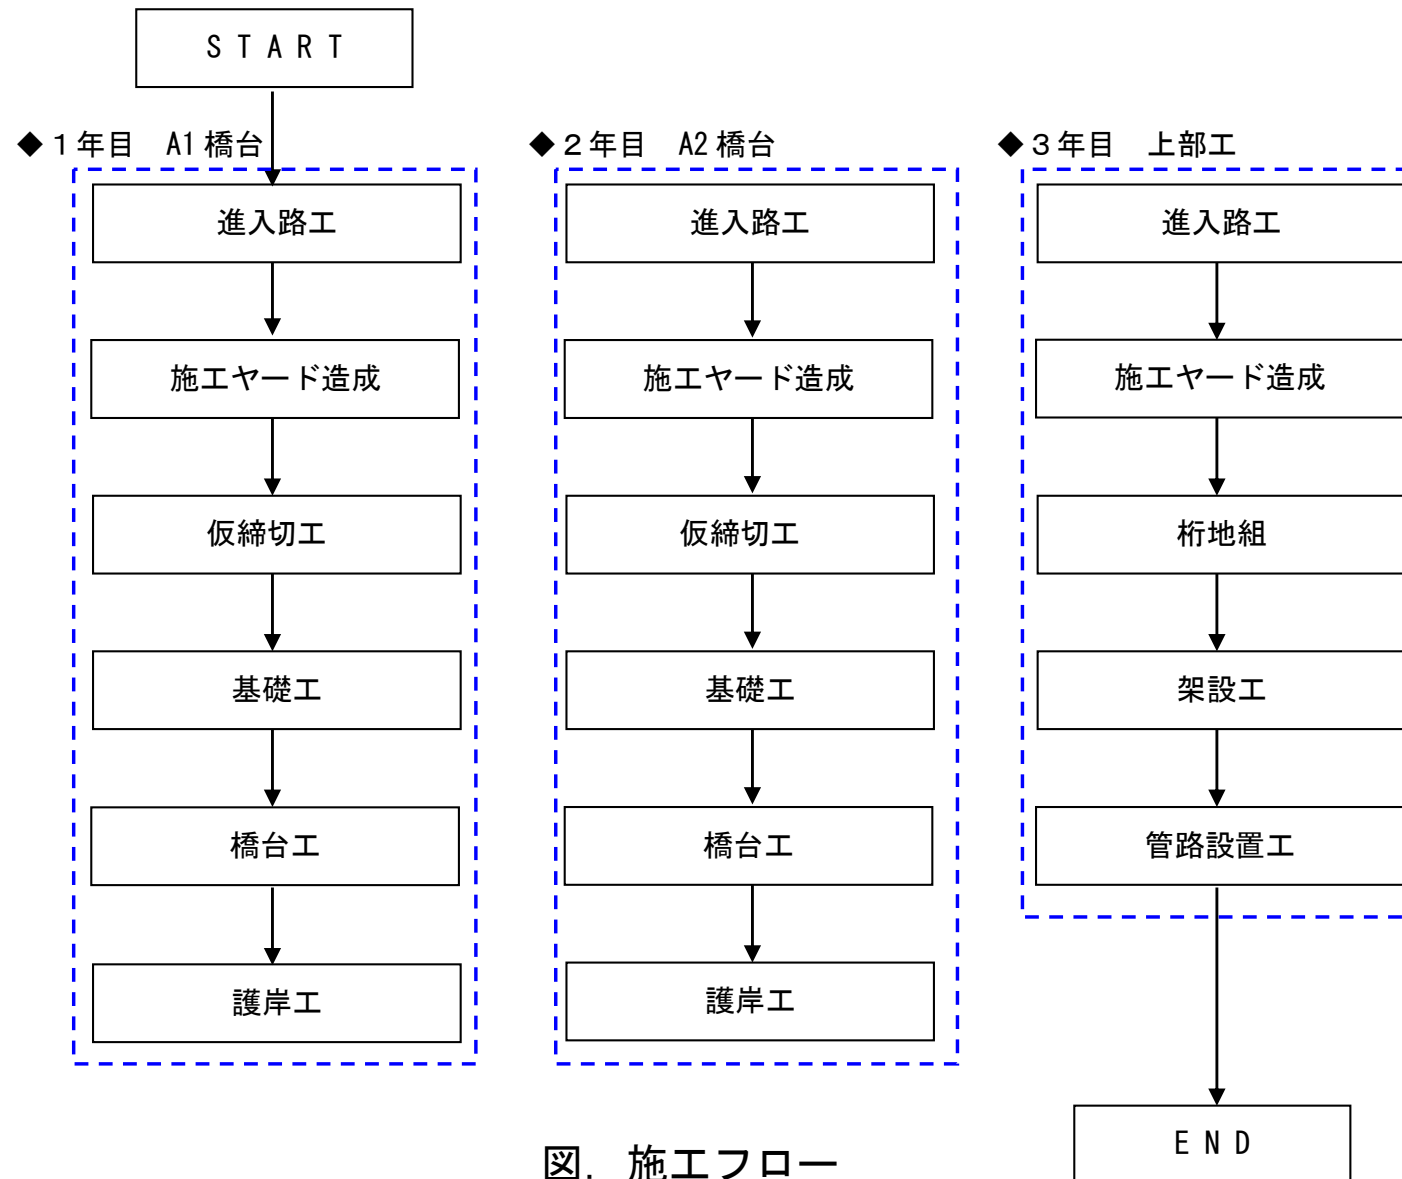 START
◆１年目　A1橋台
進入路工
施工ヤード造成
仮締切工
基礎工
橋台工
護岸工
◆２年目　A2橋台
進入路工
施工ヤード造成
仮締切工
基礎工
橋台工
護岸工
◆３年目　上部工
進入路工
施工ヤード造成
桁地組
架設工
管路設置工
END
図．施工フロー